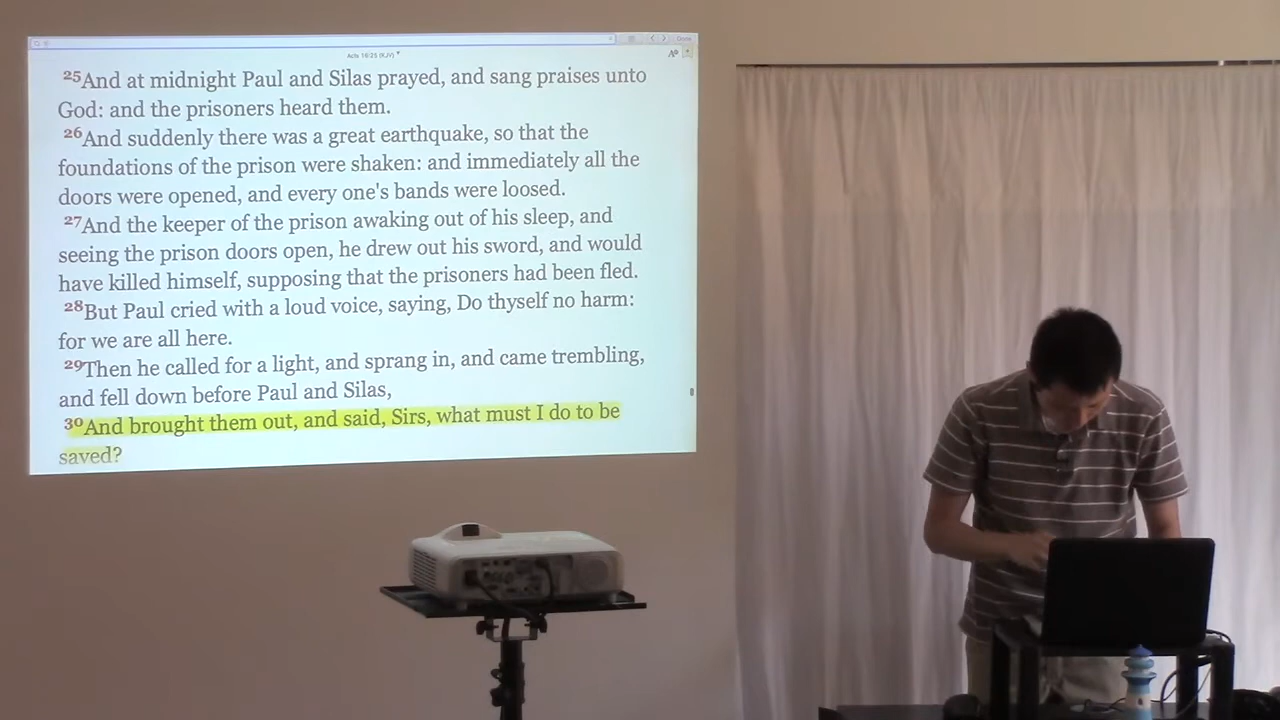 Done
Acts 16:25 (KJV)
25And at midnight Paul and Silas prayed, and sang praises unto
God: and the prisoners heard them.
26And suddenly there was a great earthquake, so that the
foundations of the prison were shaken: and immediately all the
doors were opened, and every one's bands were loosed.
27And the keeper of the prison awaking out of his sleep, and
seeing the prison doors open, he drew out his sword, and would
have killed himself, supposing that the prisoners had been fled.
28But Paul cried with a loud voice, saying, Do thyself no harm:
for we are all here.
29Then he called for a light, and sprang in, and came trembling,
and fell down before Paul and Silas,
30And brought them out, and said, Sirs, what must I do to be
saved?